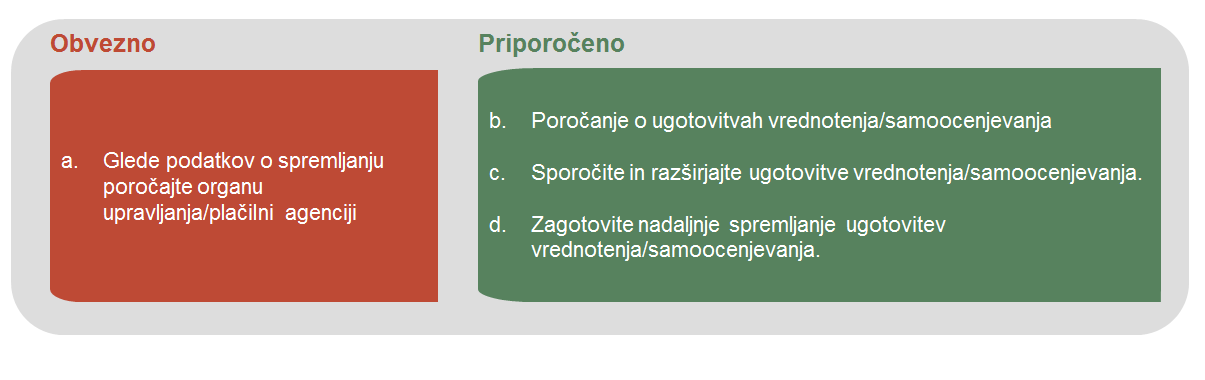 Obvezno
a. Glede podatkov o spremljanju
poročajte organu
upravljanja/plačilni agenciji
Priporočeno
b. Poročanje o ugotovitvah vrednotenja/samoocenjevanja
c. Sporočite in razširjajte ugotovitve vrednotenja/samoocenjevanja.
d. Zagotovite nadaljnje spremljanje ugotovitev
vrednotenja/samoocenjevanja.